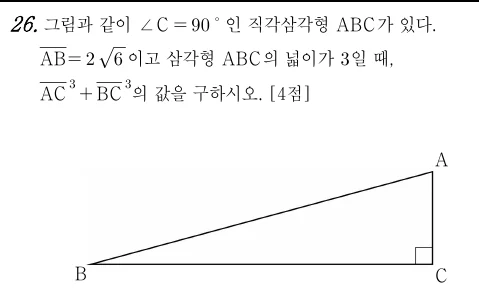 26. 그림과 같이 ∠C=90°인 직각삼각형 ABC가 있다.
AB=2√6이고 삼각형 ABC의 넓이가 3일 때,
AC³+BC³의 값을 구하시오. [4점]
A
B
C